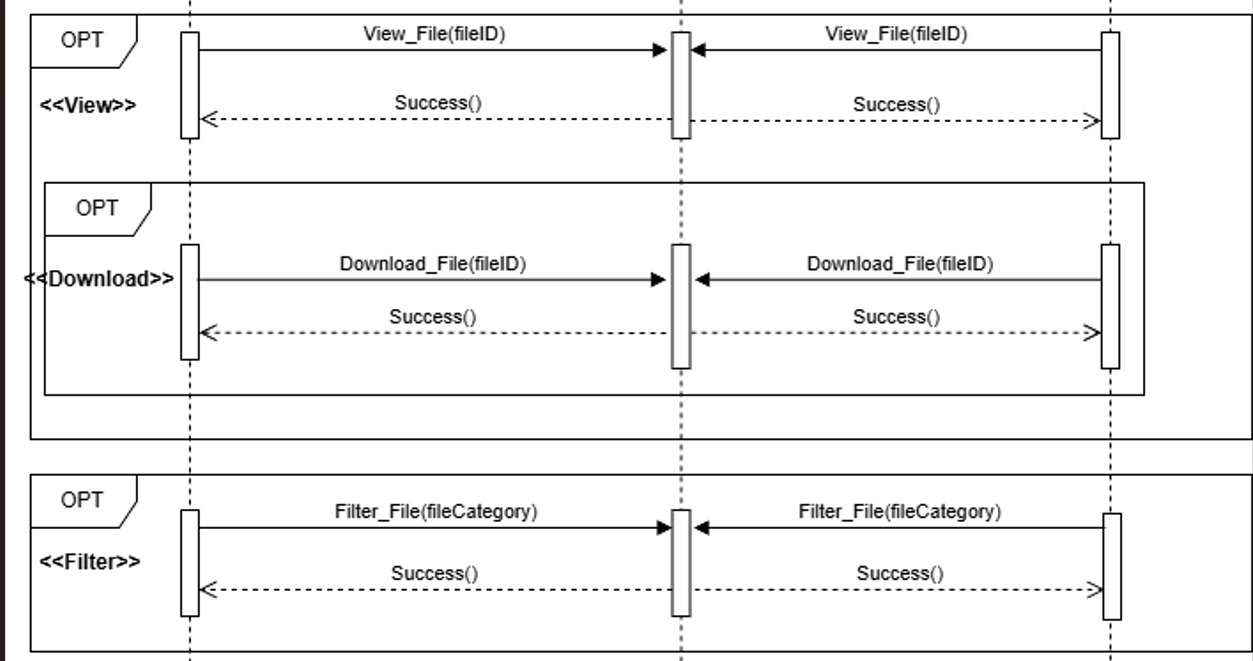 OPT
View_File(fileID)
View_File(fileID)
<<View>>
Success()
Success()
OPT
<<Download>>
Download_File(fileID)
Download_File(fileID)
Success()
Success()
OPT
Filter_File(fileCategory)
Filter_File(fileCategory)
<<Filter>>
Success()
Success()